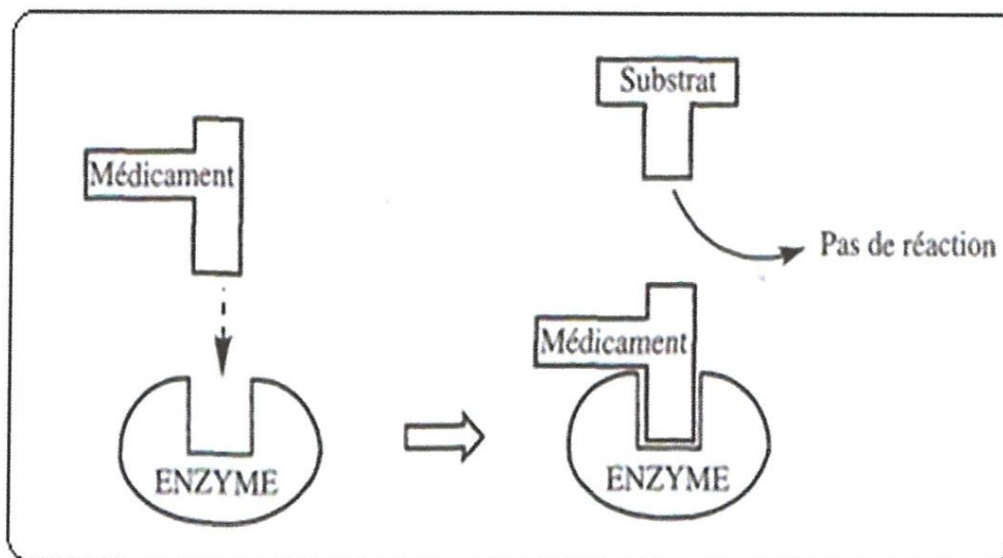 Substrat
Médicament
Pas de réaction
Médicament
ENZYME
ENZYME